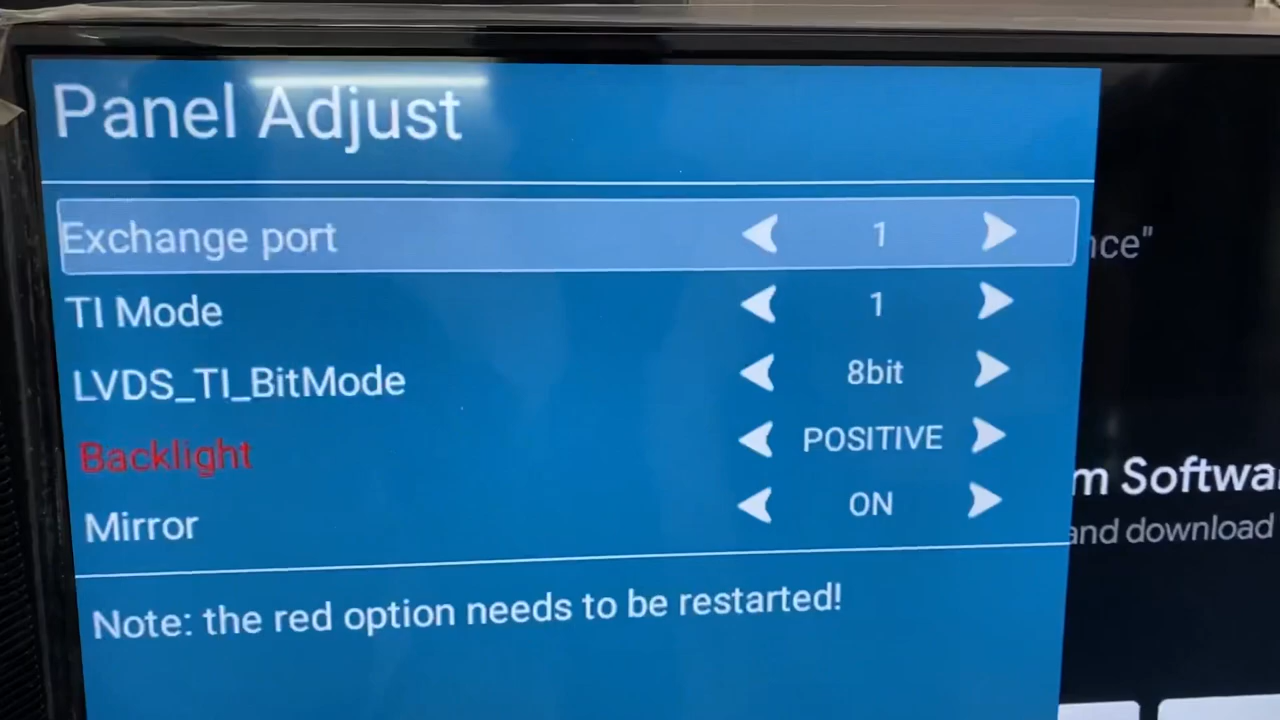 Panel Adjust
Exchange port 1
TI Mode 1
LVDS_TI_BitMode 8bit
Backlight POSITIVE
Mirror ON
Note: the red option needs to be restarted!
nce"
m Softwa
and download